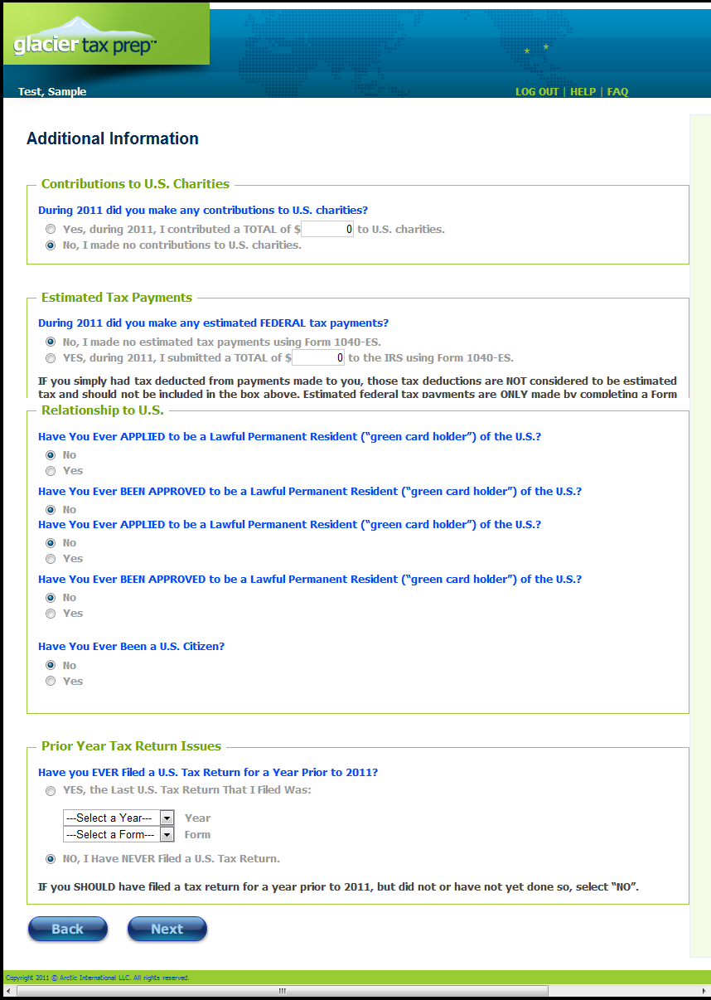 glacier tax prep™
Test, Sample
LOG OUT | HELP | FAQ
Additional Information
Contributions to U.S. Charities
During 2011 did you make any contributions to U.S. charities?
Yes, during 2011, I contributed a TOTAL of $ 0 to U.S. charities.
No, I made no contributions to U.S. charities.
Estimated Tax Payments
During 2011 did you make any estimated FEDERAL tax payments?
No, I made no estimated tax payments using Form 1040-ES.
YES, during 2011, I submitted a TOTAL of $ 0 to the IRS using Form 1040-ES.
IF you simply had tax deducted from payments made to you, those tax deductions are NOT considered to be estimated
tax and should not be included in the box above. Estimated federal tax payments are ONLY made by completing a Form
Relationship to U.S.
Have You Ever APPLIED to be a Lawful Permanent Resident (“green card holder”) of the U.S.?
No
Yes
Have You Ever BEEN APPROVED to be a Lawful Permanent Resident (“green card holder”) of the U.S.?
No
Have You Ever APPLIED to be a Lawful Permanent Resident (“green card holder”) of the U.S.?
No
Yes
Have You Ever BEEN APPROVED to be a Lawful Permanent Resident (“green card holder”) of the U.S.?
No
Yes
Have You Ever Been a U.S. Citizen?
No
Yes
Prior Year Tax Return Issues
Have you EVER Filed a U.S. Tax Return for a Year Prior to 2011?
YES, the Last U.S. Tax Return That I Filed Was:
---Select a Year--- Year
---Select a Form--- Form
NO, I Have NEVER Filed a U.S. Tax Return.
IF you SHOULD have filed a tax return for a year prior to 2011, but did not or have not yet done so, select “NO”.
Back Next
Copyright 2011 © Arctic International LLC. All rights reserved.